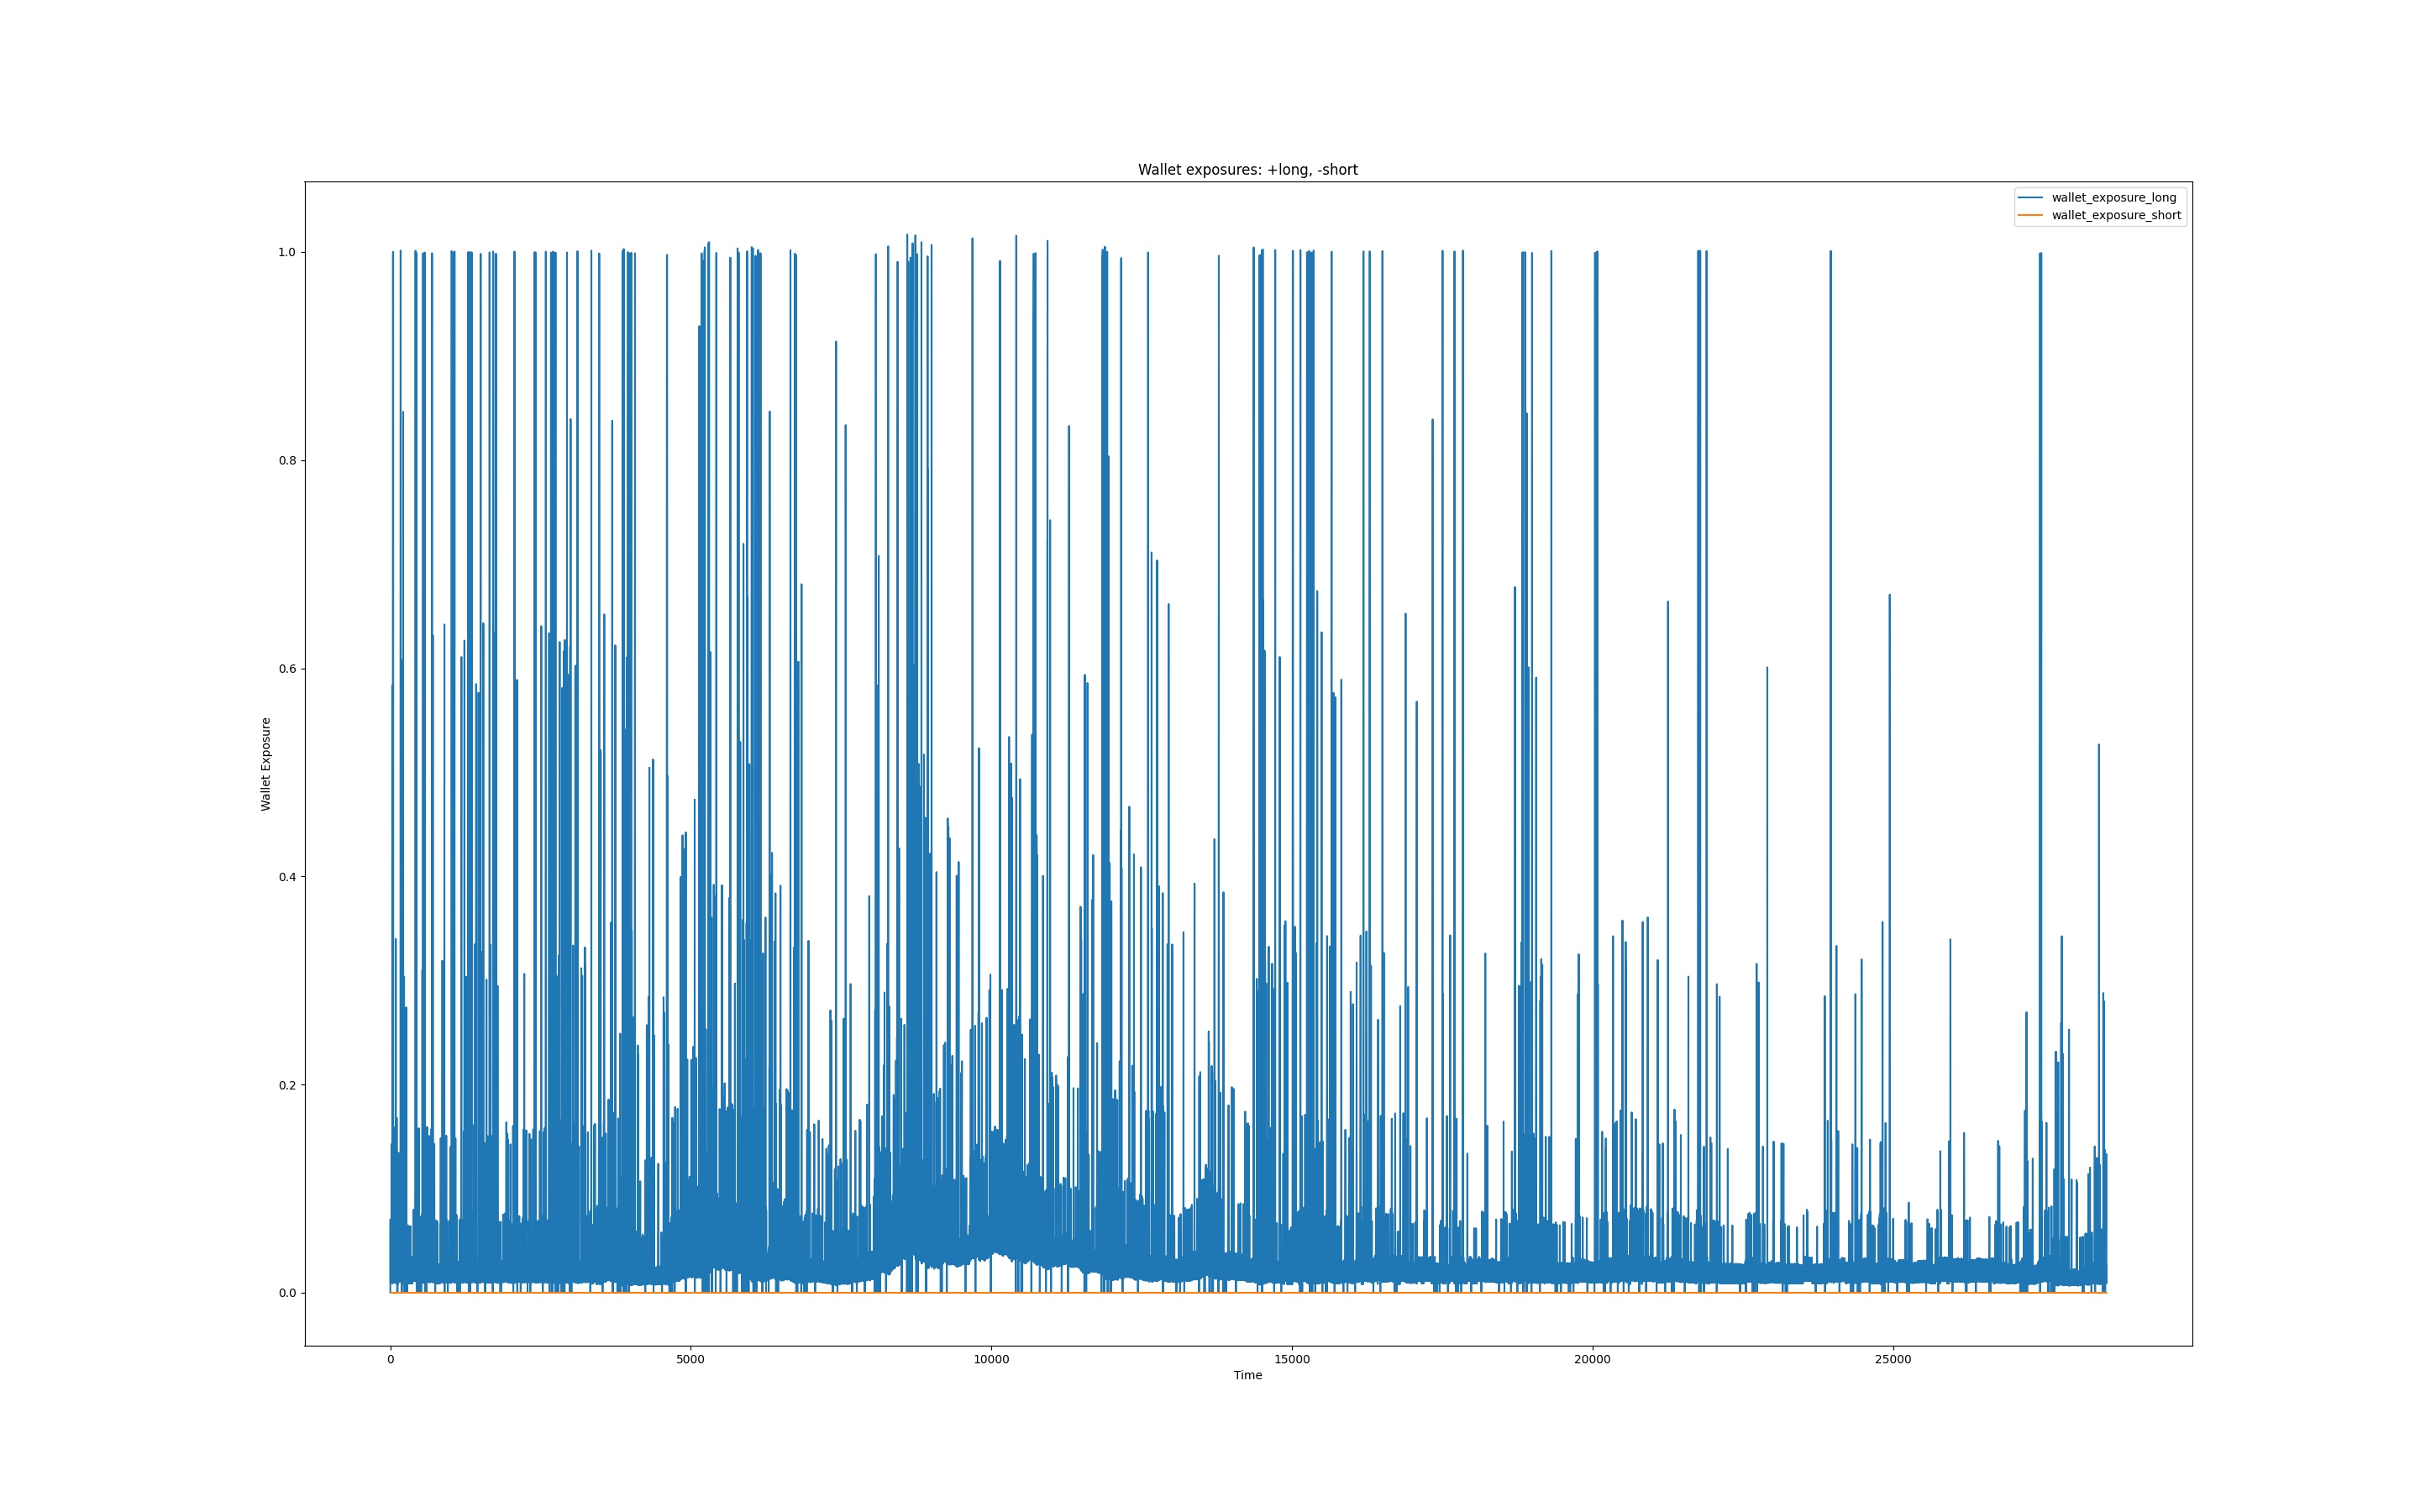 Wallet exposures: +long, -short
wallet_exposure_long
wallet_exposure_short
1.0
0.8
0.6
0.4
0.2
0.0
Wallet Exposure
0
5000
10000
15000
20000
25000
Time